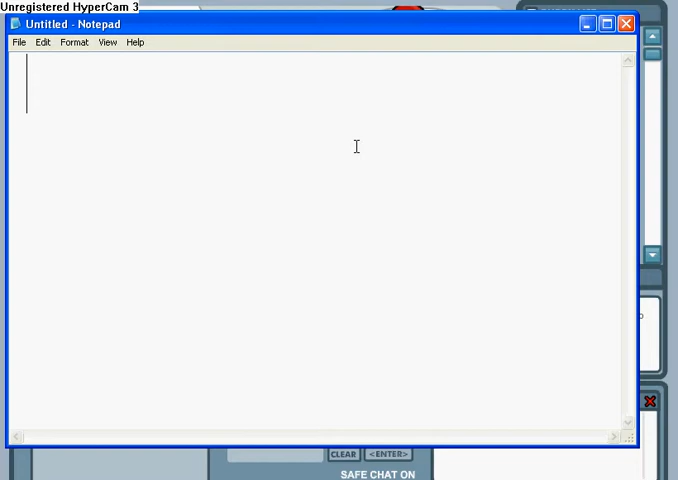 Unregistered HyperCam 3
Untitled - Notepad
File Edit Format View Help
CLEAR <ENTER>
SAFE CHAT ON